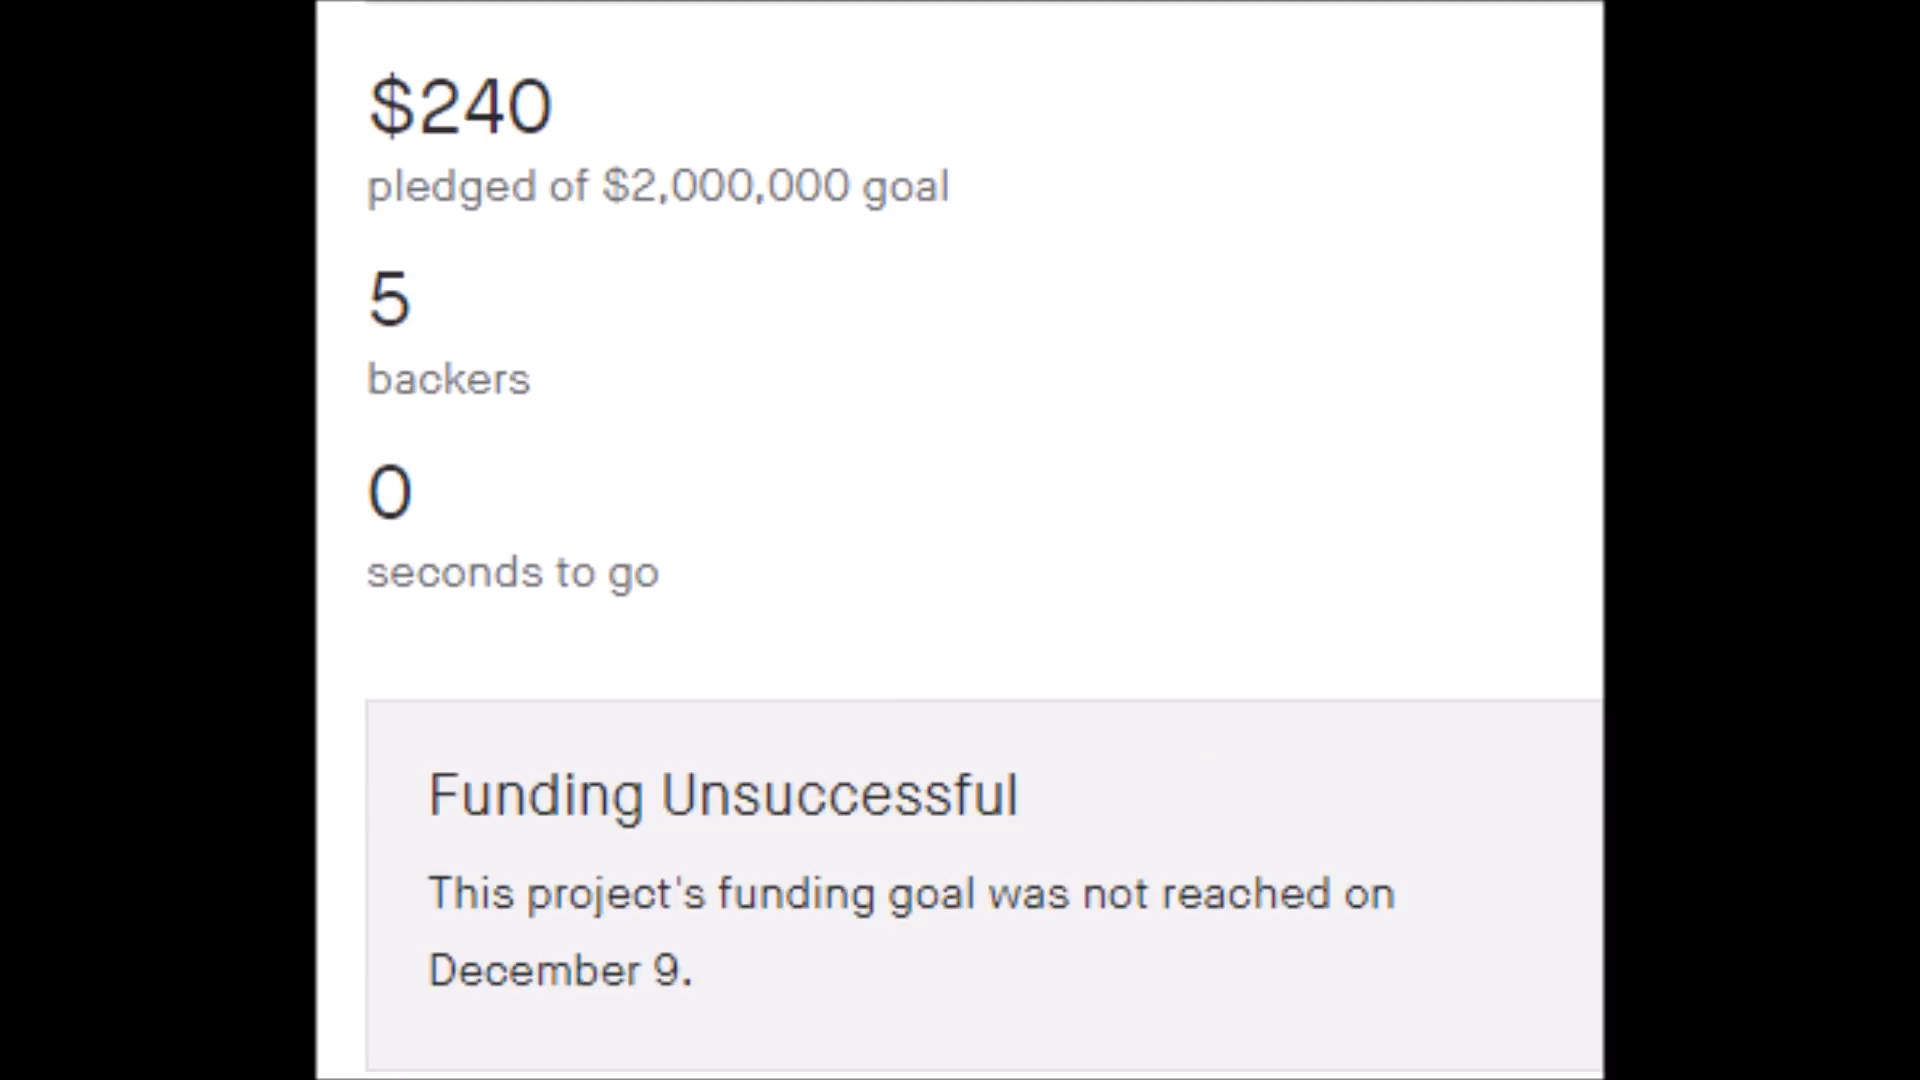 $240
pledged of $2,000,000 goal
5
backers
0
seconds to go
Funding Unsuccessful
This project's funding goal was not reached on
December 9.